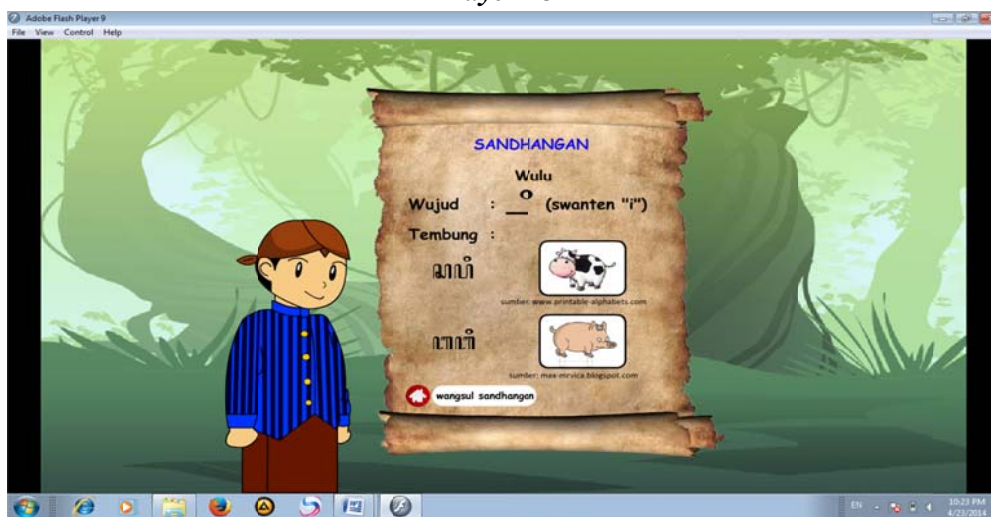 Adobe Flash Player 9
File View Control Help
SANDHANGAN
Wulu
Wujud : _ꦶ (swanten "i")
Tembung :
ꦱꦥꦶ
sumber: www.printable-alphabets.com
ꦧꦧꦶ
sumber: max-mrvica.blogspot.com
wangsul sandhangan
EN
10:23 PM
4/23/2014